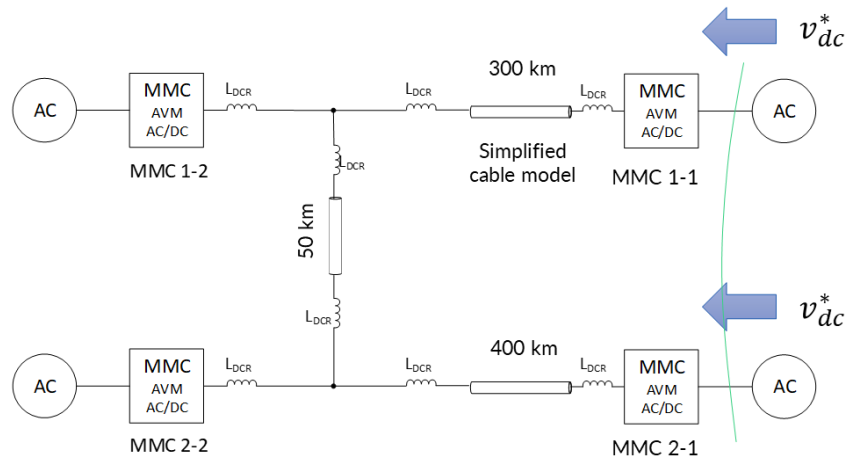 v*dc
300 km
LDCR
LDCR
LDCR
AC
MMC
AVM
AC/DC
MMC
AVM
AC/DC
AC
MMC 1-2
LDCR
Simplified
cable model
MMC 1-1
50 km
v*dc
LDCR
400 km
LDCR
LDCR
LDCR
AC
MMC
AVM
AC/DC
MMC
AVM
AC/DC
AC
MMC 2-2
MMC 2-1